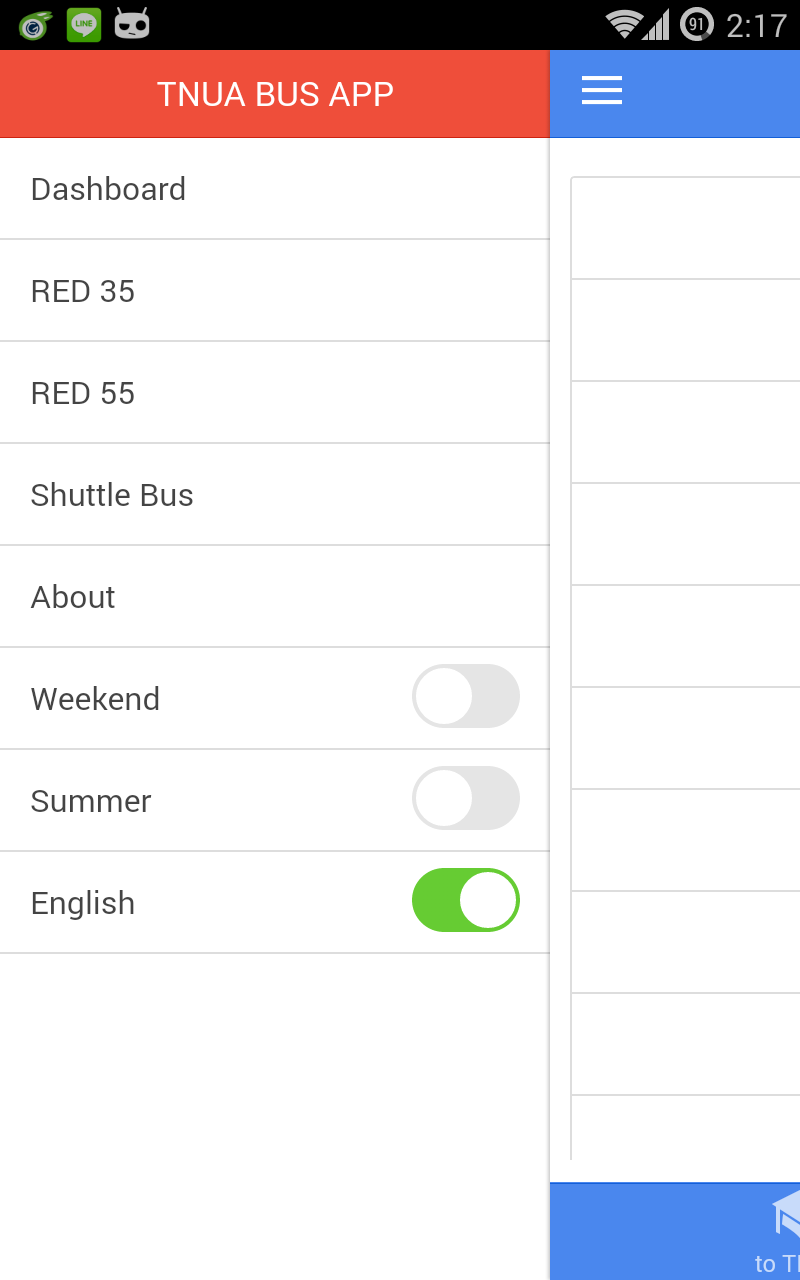 LINE
91
2:17
TNUA BUS APP
Dashboard
RED 35
RED 55
Shuttle Bus
About
Weekend
Summer
English
to